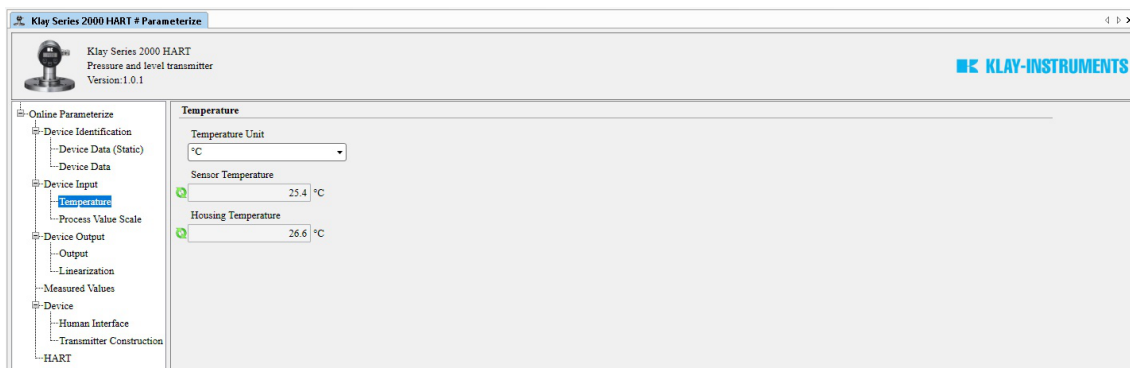 Klay Series 2000 HART # Parameterize
Klay Series 2000 HART
Pressure and level transmitter
Version:1.0.1
KLAY-INSTRUMENTS
Online Parameterize
Device Identification
Device Data (Static)
Device Data
Device Input
Temperature
Process Value Scale
Device Output
Output
Linearization
Measured Values
Device
Human Interface
Transmitter Construction
HART
Temperature
Temperature Unit
°C
Sensor Temperature
25.4 °C
Housing Temperature
26.6 °C